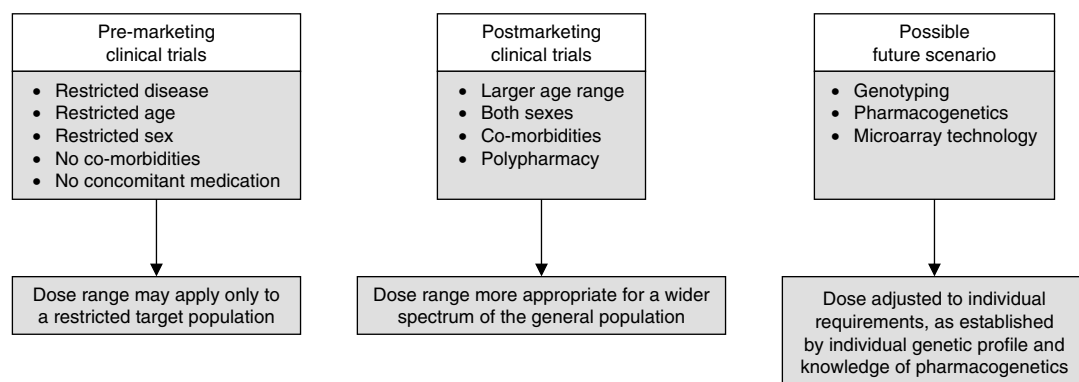 Pre-marketing
clinical trials
• Restricted disease
• Restricted age
• Restricted sex
• No co-morbidities
• No concomitant medication
Dose range may apply only to
a restricted target population
Postmarketing
clinical trials
• Larger age range
• Both sexes
• Co-morbidities
• Polypharmacy
Dose range more appropriate for a wider
spectrum of the general population
Possible
future scenario
• Genotyping
• Pharmacogenetics
• Microarray technology
Dose adjusted to individual
requirements, as established
by individual genetic profile and
knowledge of pharmacogenetics